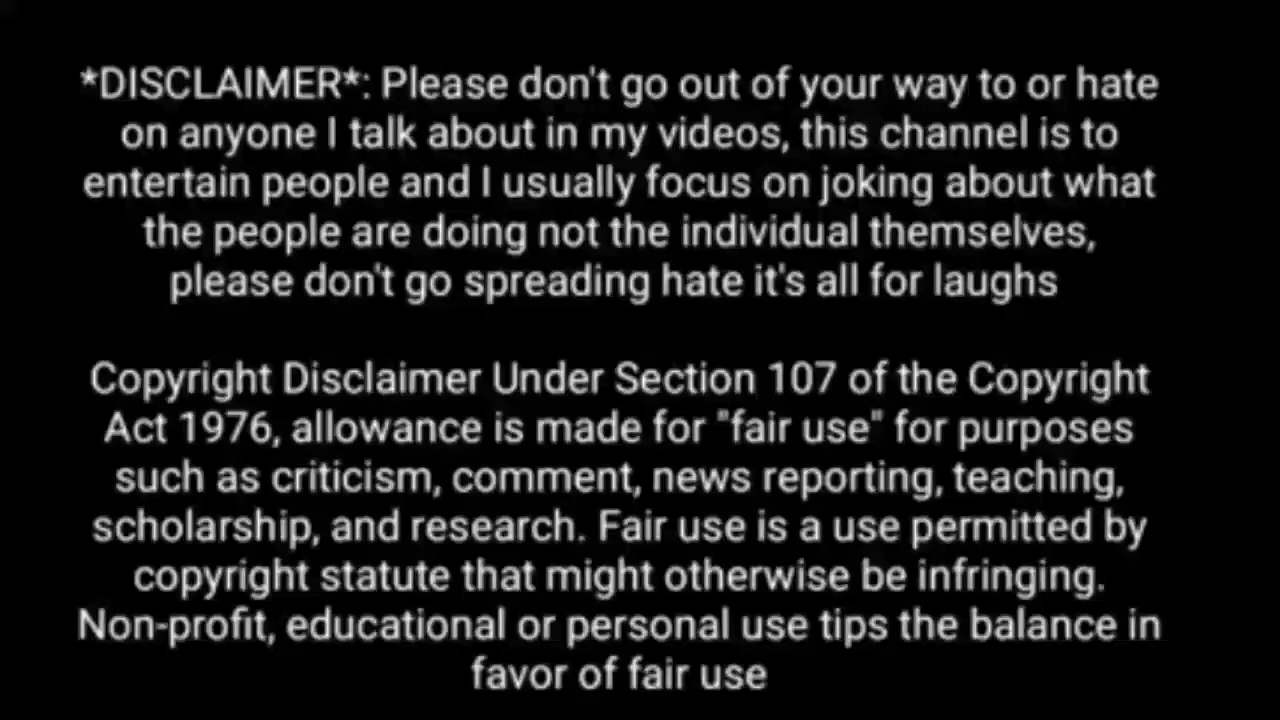 *DISCLAIMER*: Please don't go out of your way to or hate
on anyone I talk about in my videos, this channel is to
entertain people and I usually focus on joking about what
the people are doing not the individual themselves,
please don't go spreading hate it's all for laughs
Copyright Disclaimer Under Section 107 of the Copyright
Act 1976, allowance is made for "fair use" for purposes
such as criticism, comment, news reporting, teaching,
scholarship, and research. Fair use is a use permitted by
copyright statute that might otherwise be infringing.
Non-profit, educational or personal use tips the balance in
favor of fair use